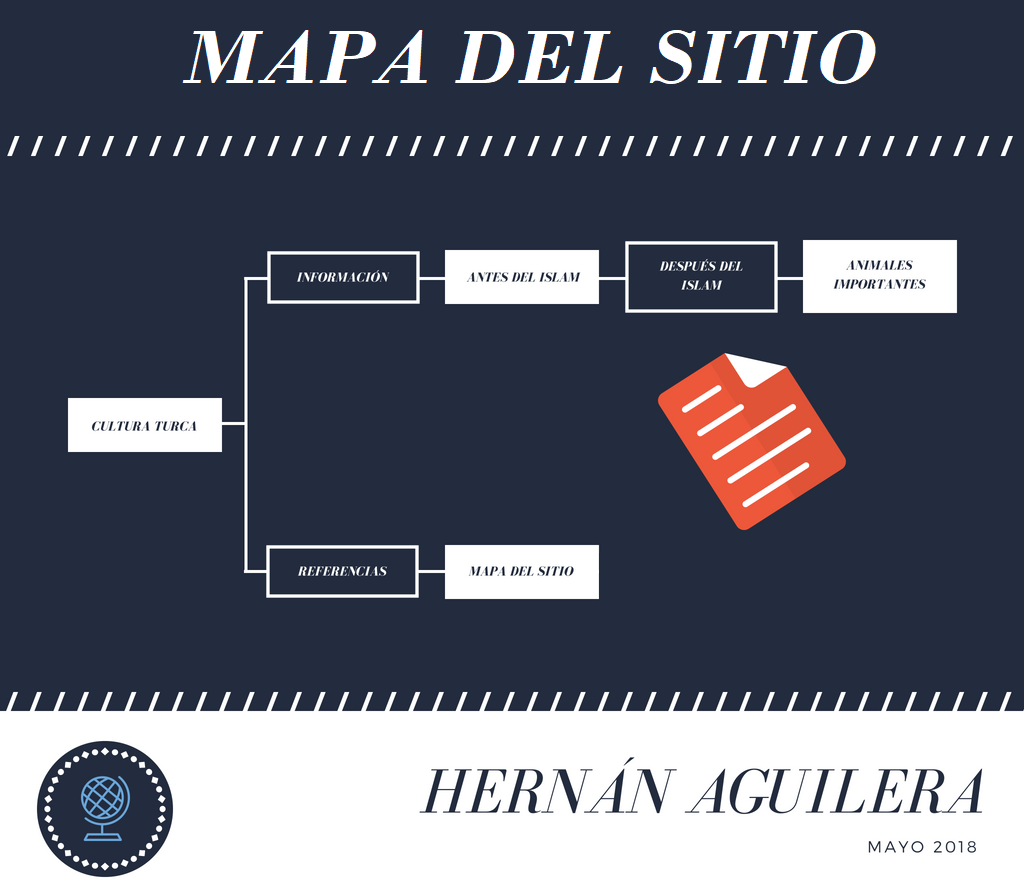 MAPA DEL SITIO
INFORMACIÓN
ANTES DEL ISLAM
DESPUÉS DEL
ISLAM
ANIMALES
IMPORTANTES
CULTURA TURCA
REFERENCIAS
MAPA DEL SITIO
HERNÁN AGUILERA
MAYO 2018